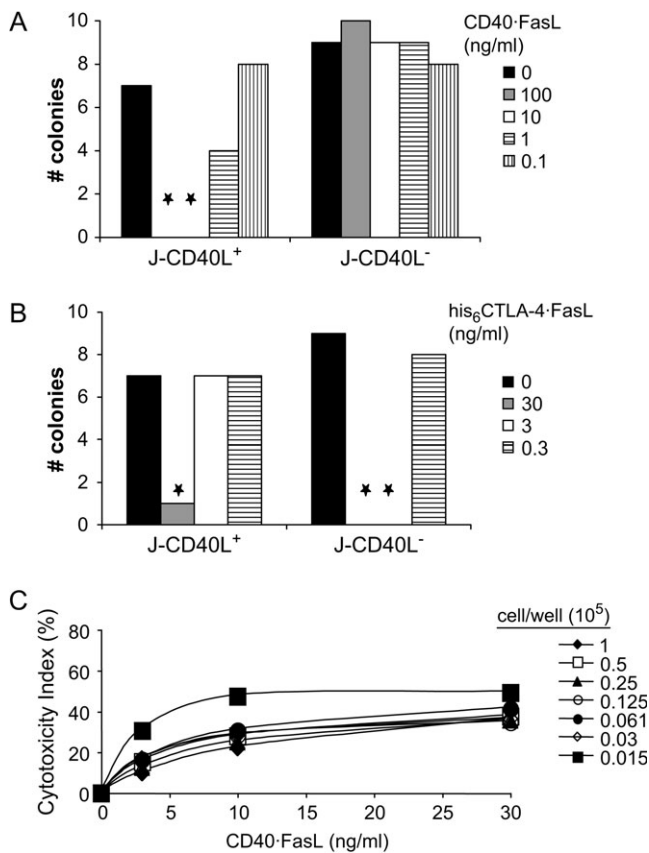 A
CD40·FasL
(ng/ml)
0
100
10
1
0.1
# colonies
10
8
6
4
2
0
J-CD40L+
J-CD40L-
B
his6CTLA-4·FasL
(ng/ml)
0
30
3
0.3
# colonies
10
8
6
4
2
0
J-CD40L+
J-CD40L-
C
cell/well (10^5)
1
0.5
0.25
0.125
0.061
0.03
0.015
Cytotoxicity Index (%)
80
60
40
20
0
0 5 10 15 20 25 30
CD40·FasL (ng/ml)